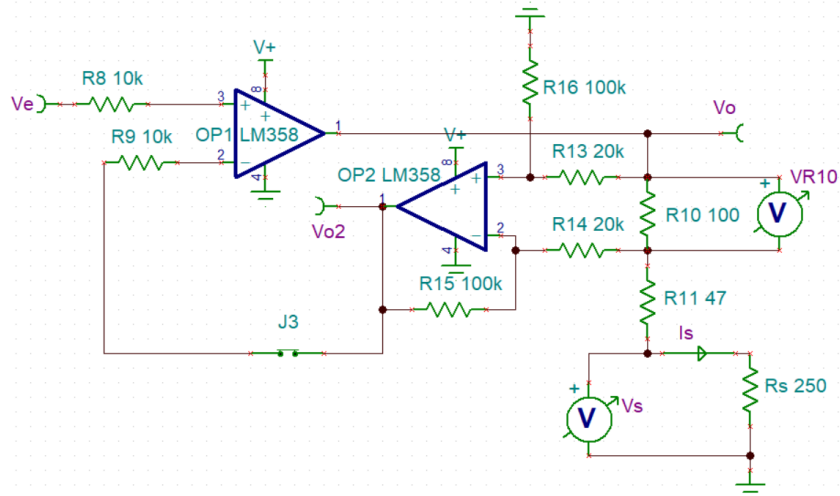 V+
R8 10k
Ve
3
8
+
+
R16 100k
Vo
R9 10k
OP1 LM358
1
2
−
4
V+
R13 20k
OP2 LM358
8
3
+
+
VR10
+
V
R10 100
1
Vo2
4
−
2
R14 20k
R15 100k
R11 47
J3
Is
+
V
Vs
Rs 250